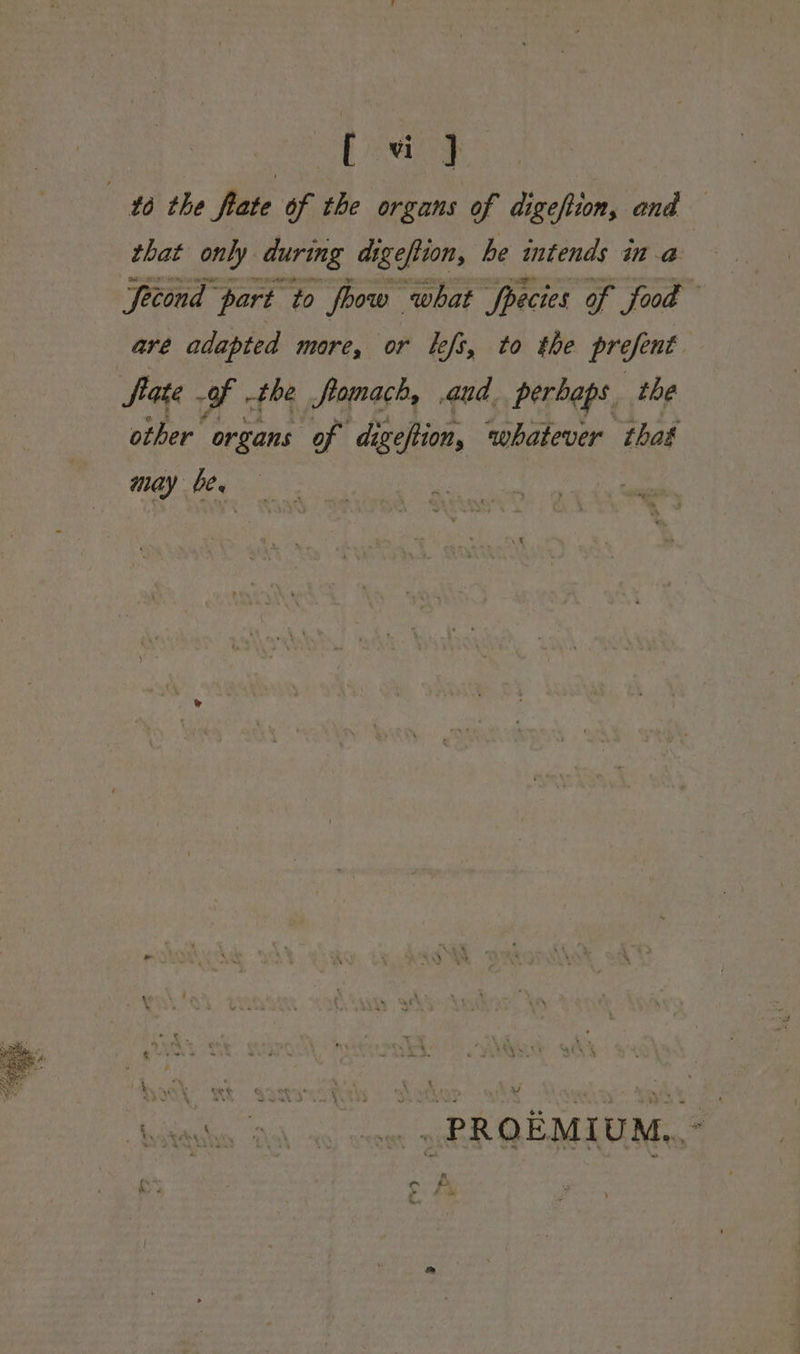 [ vi ]
to the ſtate of the organs of digeſtion, and
that only during digeſtion, he intends in a
ſecond part to ſhow what ſpecies of food
are adapted more, or leſs, to the preſent
ſtate of the ſtomach, and perhaps the
other organs of digeſtion, whatever that
may be.
PROËMIUM.